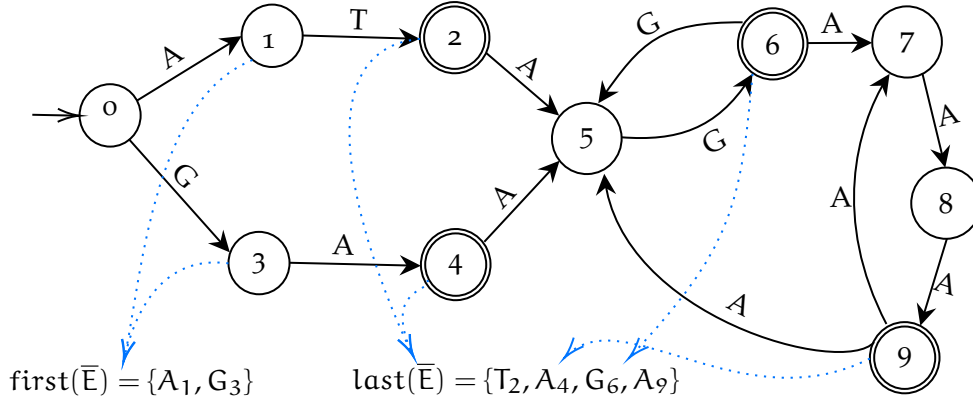 A
1
T
2
A
G
6
A
7
0
5
G
A
G
A
A
8
3
A
4
A
A
9
first(E̅) = {A₁, G₃}
last(E̅) = {T₂, A₄, G₆, A₉}